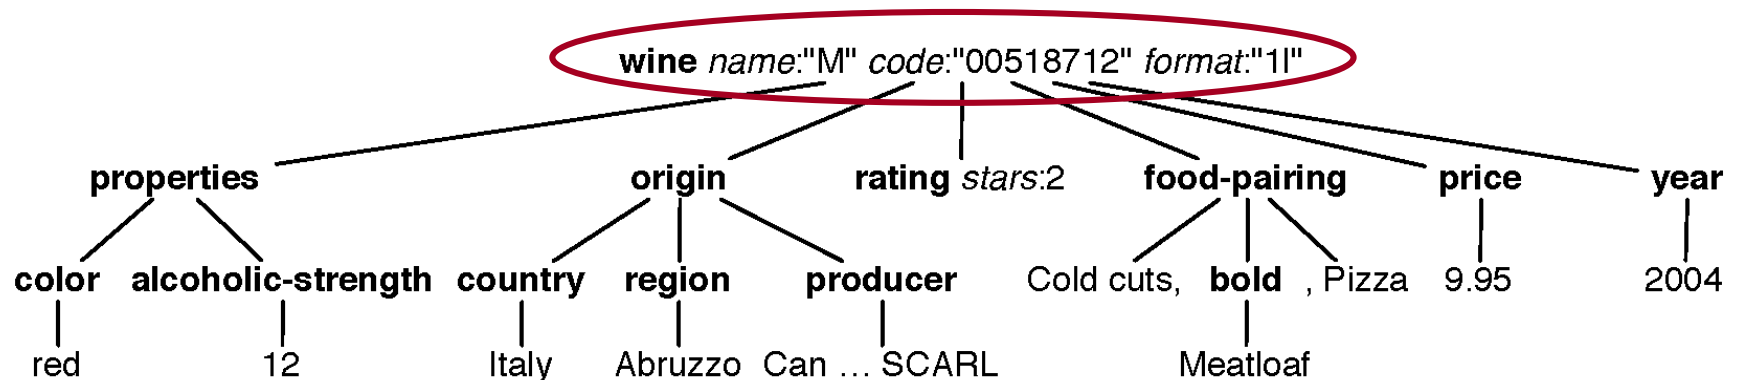 wine name:"M" code:"00518712" format:"1l"
properties origin rating stars:2 food-pairing price year
color alcoholic-strength country region producer Cold cuts, bold , Pizza 9.95 2004
red 12 Italy Abruzzo Can … SCARL Meatloaf